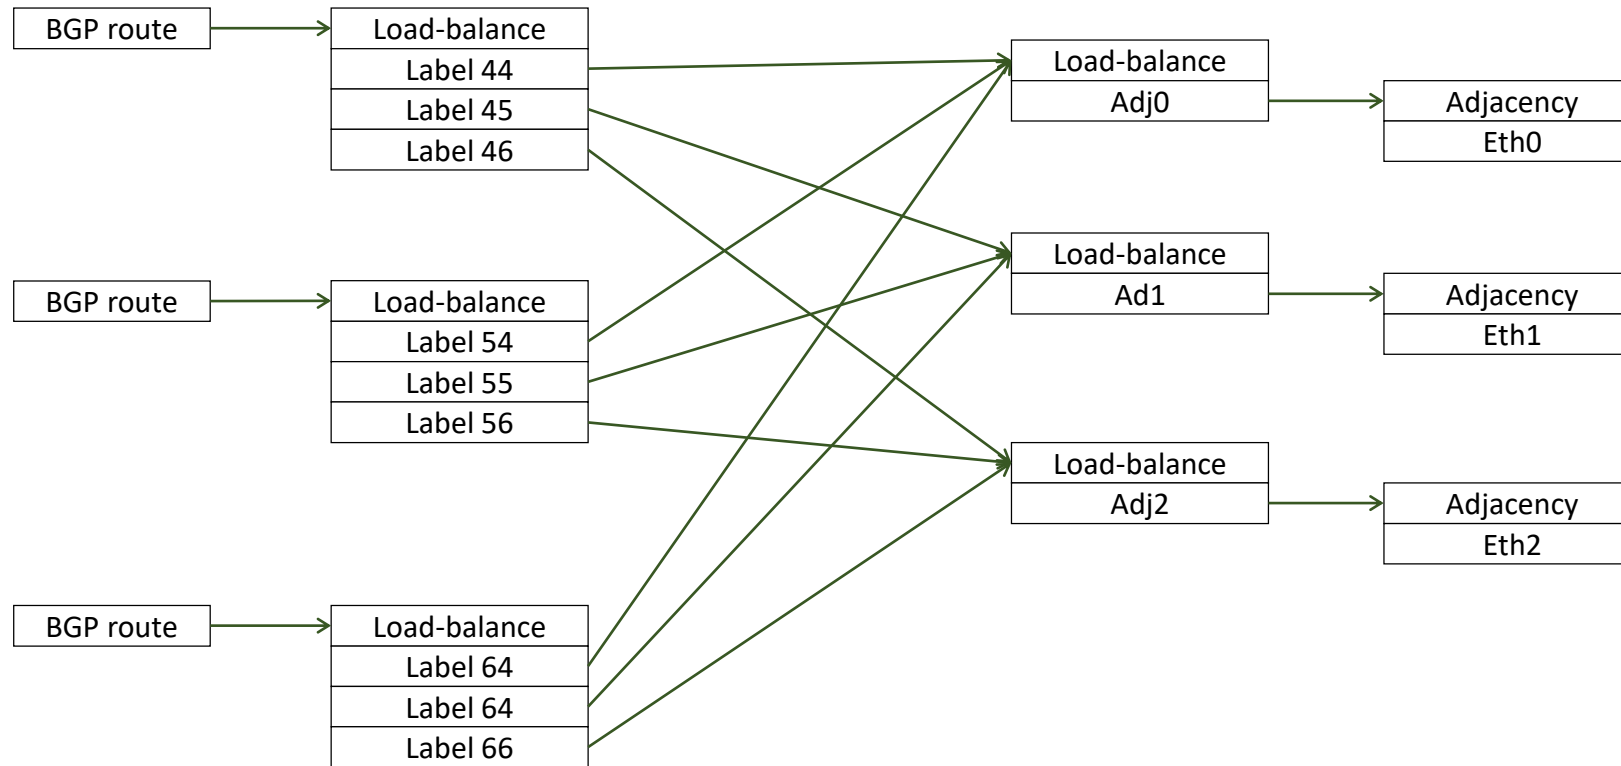 BGP route
Load-balance
Label 44
Label 45
Label 46
BGP route
Load-balance
Label 54
Label 55
Label 56
BGP route
Load-balance
Label 64
Label 64
Label 66
Load-balance
Adj0
Load-balance
Ad1
Load-balance
Adj2
Adjacency
Eth0
Adjacency
Eth1
Adjacency
Eth2